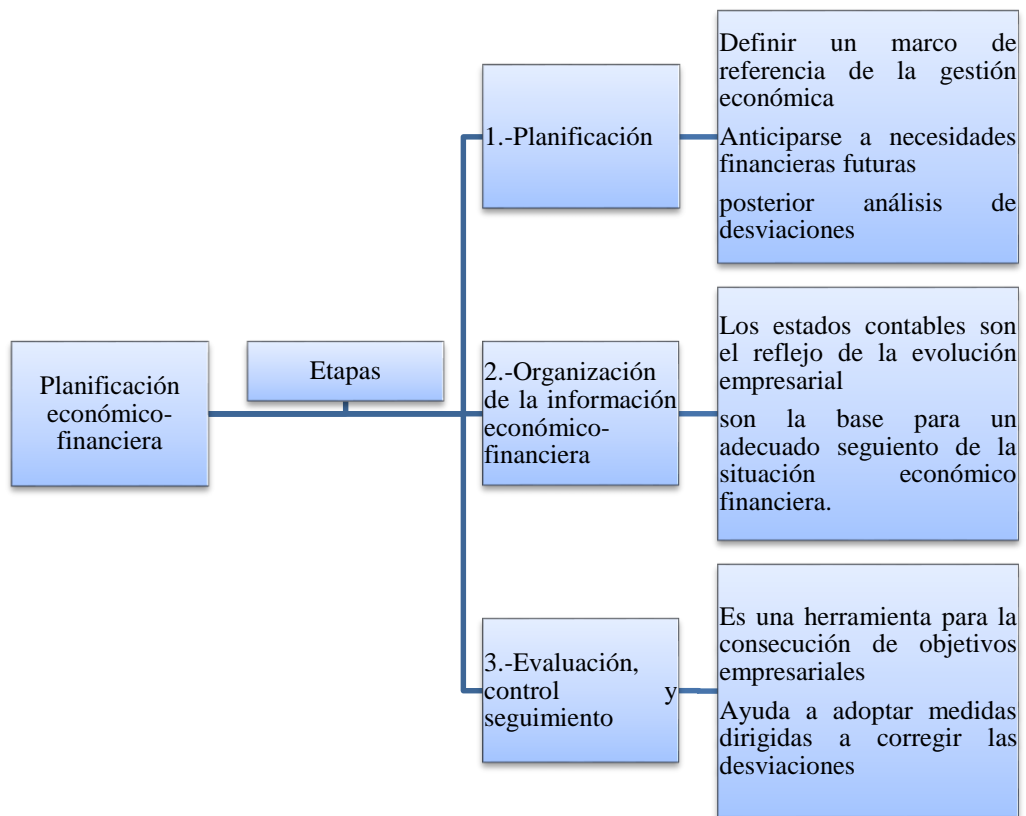 Planificación
económico-
financiera
Etapas
1.-Planificación
Definir un marco de
referencia de la gestión
económica
Anticiparse a necesidades
financieras futuras
posterior análisis de
desviaciones
2.-Organización
de la información
económico-
financiera
Los estados contables son
el reflejo de la evolución
empresarial
son la base para un
adecuado seguiento de la
situación económico
financiera.
3.-Evaluación,
control y
seguimiento
Es una herramienta para la
consecución de objetivos
empresariales
Ayuda a adoptar medidas
dirigidas a corregir las
desviaciones